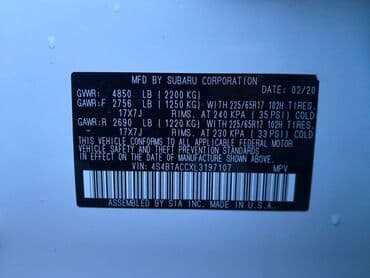 MFD BY SUBARU CORPORATION
GVWR: 4850 LB (2200 KG) 02/20
GAWR:F 2756 LB (1250 KG) WITH 225/65R17 102H TIRES,
17X7J RIMS,AT 240 KPA (35 PSI) COLD
GAWR:R 2690 LB (1220 KG) WITH 225/65R17 102H TIRES,
17X7J RIMS,AT 230 KPA (33 PSI) COLD
THIS VEHICLE CONFORMS TO ALL APPLICABLE FEDERAL MOTOR
VEHICLE SAFETY AND THEFT PREVENTION STANDARDS IN EFFECT
ON THE DATE OF MANUFACTURE SHOWN ABOVE.
VIN: 4S4BTACCXL3197107 MPV
ASSEMBLED BY SIA INC. MADE IN U.S.A.